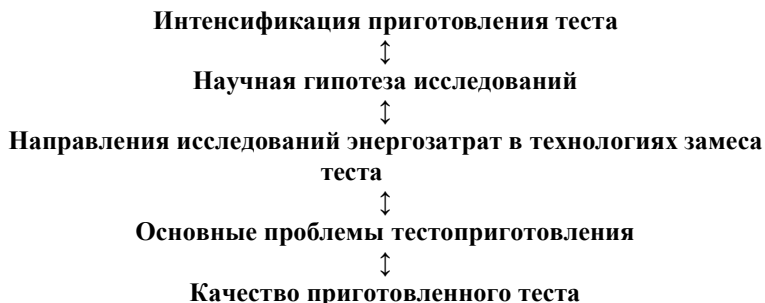 Интенсификация приготовления теста
↕
Научная гипотеза исследований
↕
Направления исследований энергозатрат в технологиях замеса
теста
↕
Основные проблемы тестоприготовления
↕
Качество приготовленного теста